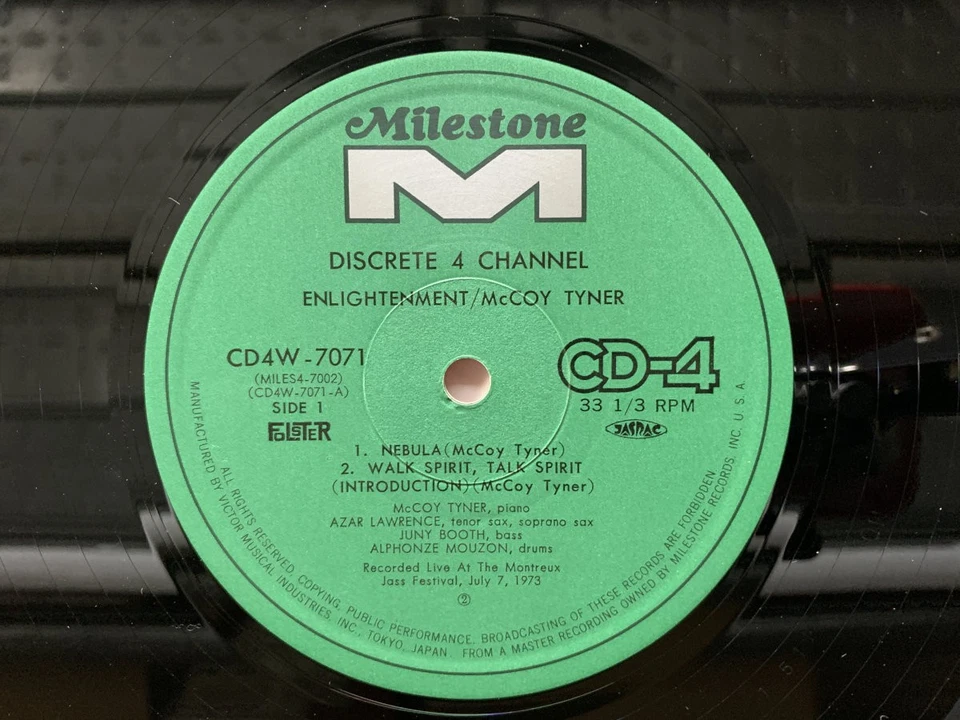 Milestone
M
DISCRETE 4 CHANNEL
ENLIGHTENMENT/McCOY TYNER
CD4W-7071
(MILES4-7002)
(CD4W-7071-A)
SIDE 1
FOLSTER
CD-4
33 1/3 RPM
JASRAC
1. NEBULA (McCoy Tyner)
2. WALK SPIRIT, TALK SPIRIT
(INTRODUCTION) (McCoy Tyner)
McCOY TYNER, piano
AZAR LAWRENCE, tenor sax, soprano sax
JUNY BOOTH, bass
ALPHONZE MOUZON, drums
Recorded Live At The Montreux
Jass Festival, July 7, 1973
②
ALL RIGHTS RESERVED. COPYING, PUBLIC PERFORMANCE. BROADCASTING OF THESE RECORDS ARE FORBIDDEN
MANUFACTURED BY VICTOR MUSICAL INDUSTRIES, INC., TOKYO, JAPAN. FROM A MASTER RECORDING OWNED BY MILESTONE RECORDS, INC. U.S.A